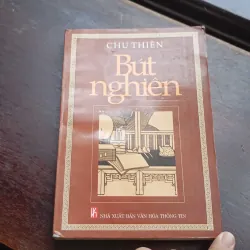 CHU THIÊN
Bút
nghiên
NHÀ XUẤT BẢN VĂN HÓA THÔNG TIN